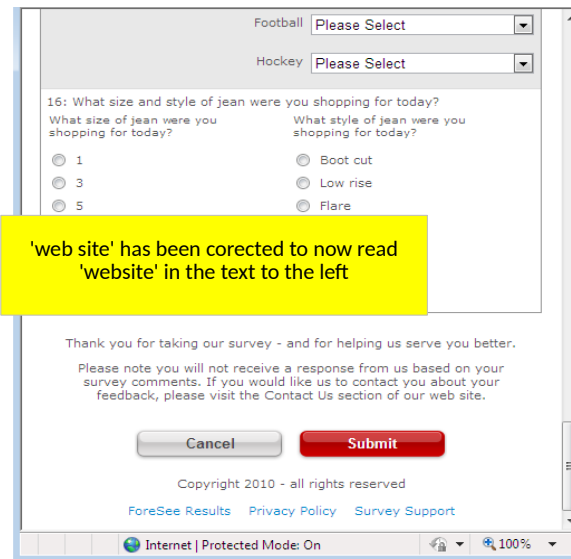 Football Please Select
Hockey Please Select
16: What size and style of jean were you shopping for today?
What size of jean were you
shopping for today?
What style of jean were you
shopping for today?
1
3
5
Boot cut
Low rise
Flare
'web site' has been corected to now read
'website' in the text to the left
Thank you for taking our survey - and for helping us serve you better.
Please note you will not receive a response from us based on your
survey comments. If you would like us to contact you about your
feedback, please visit the Contact Us section of our web site.
Cancel Submit
Copyright 2010 - all rights reserved
ForeSee Results Privacy Policy Survey Support
Internet | Protected Mode: On 100%